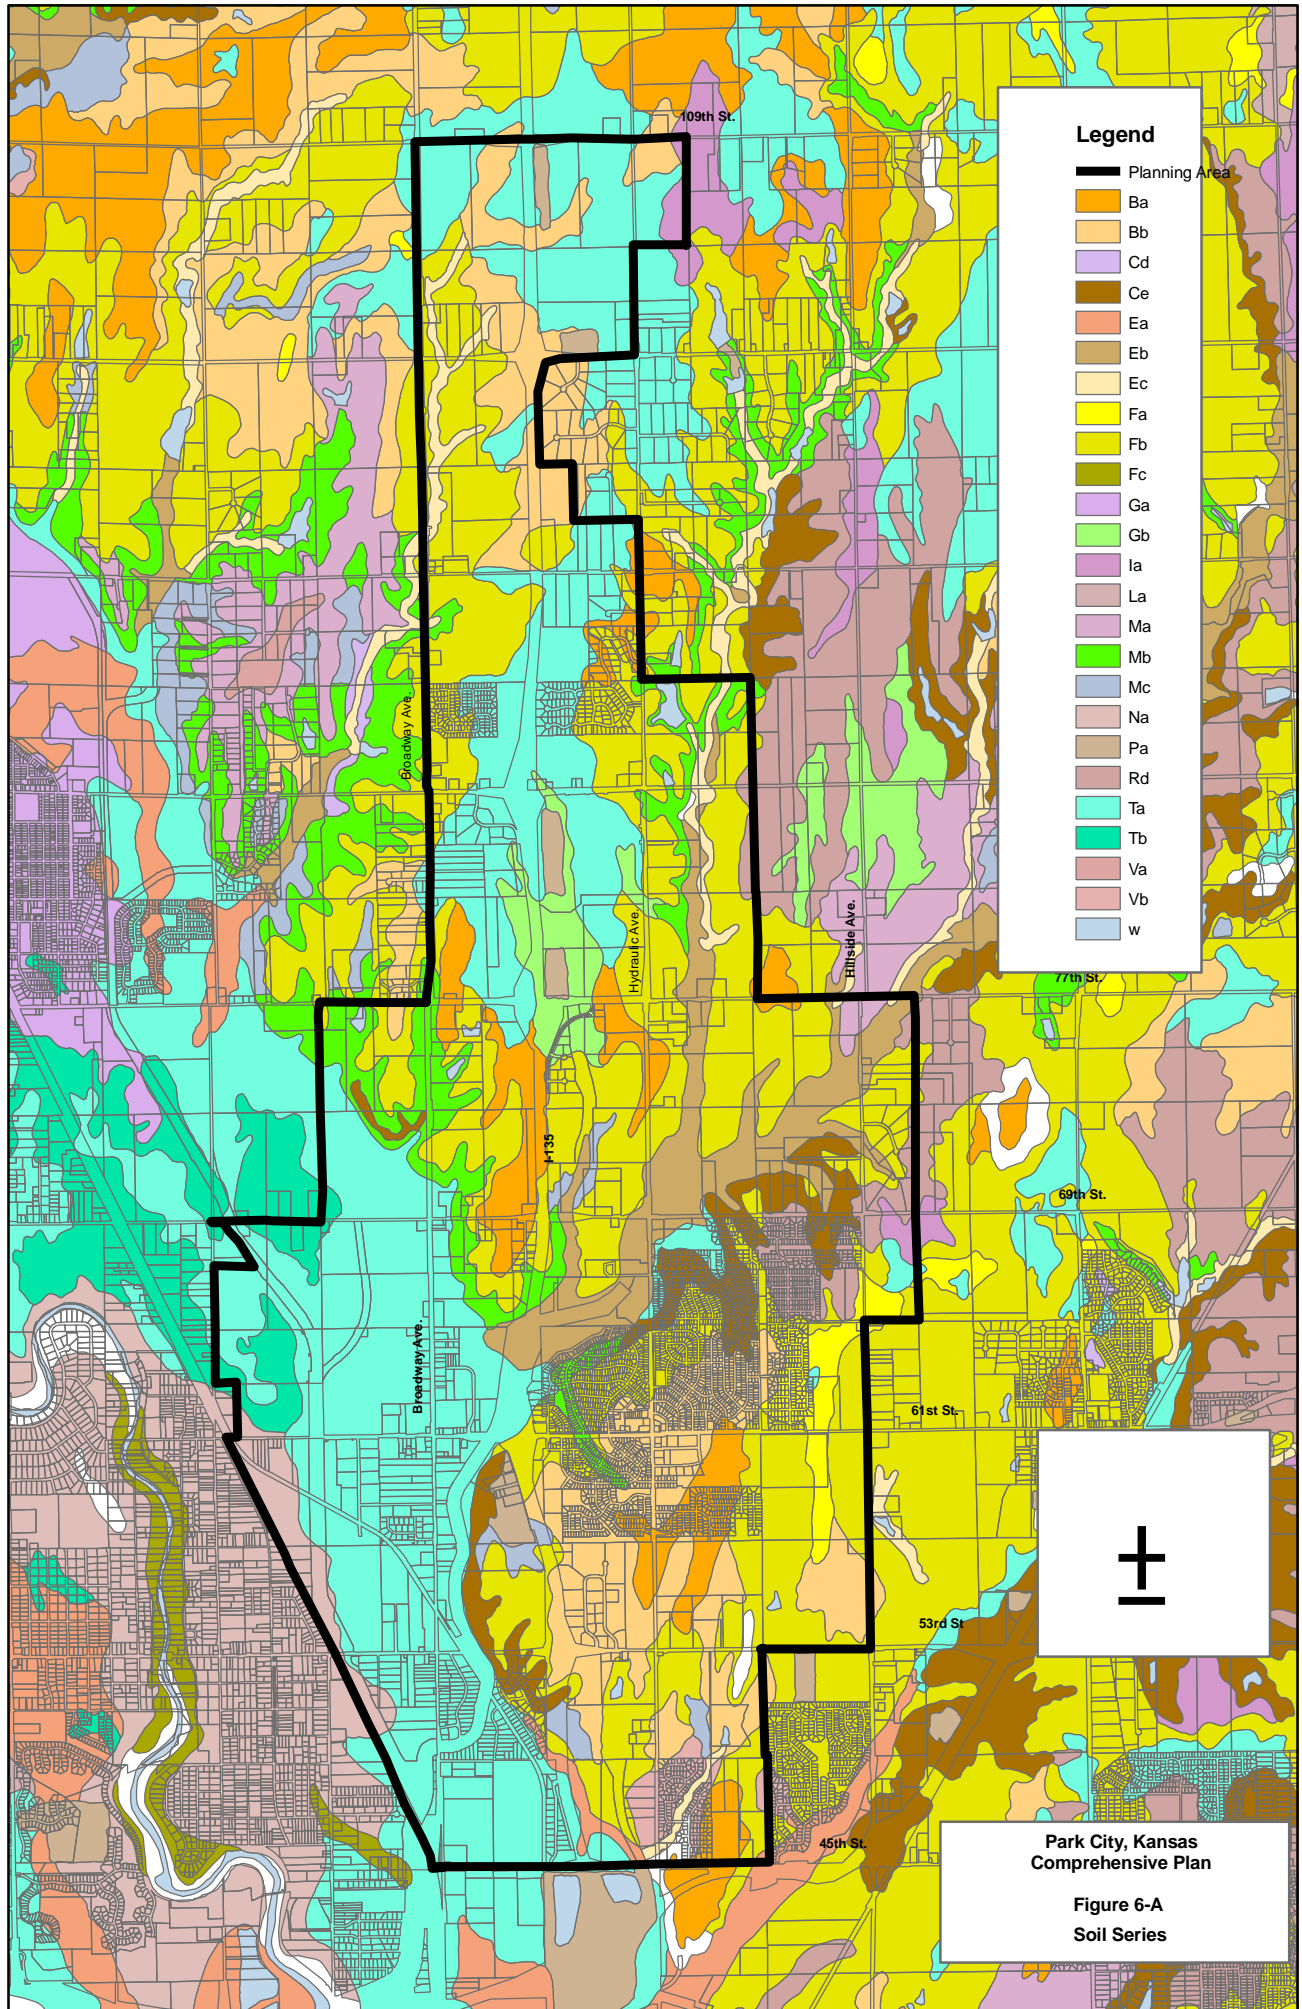 109th St.
Legend
Planning Area
Ba
Bb
Cd
Ce
Ea
Eb
Ec
Fa
Fb
Fc
Ga
Gb
Ia
La
Ma
Mb
Mc
Na
Pa
Rd
Ta
Tb
Va
Vb
w
Broadway Ave.
Hydraulic Ave.
Hillside Ave.
77th St.
I-135
69th St.
Broadway Ave.
61st St.
53rd St
45th St.
Park City, Kansas
Comprehensive Plan
Figure 6-A
Soil Series